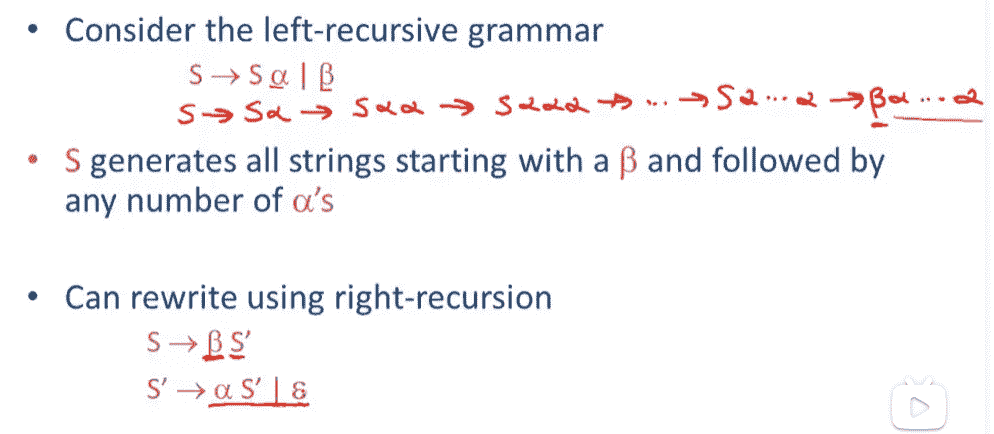 • Consider the left-recursive grammar
S → S α | β
S → Sα → Sαα → Sααα → ... → Sα...α → βα...α
• S generates all strings starting with a β and followed by
any number of α's
• Can rewrite using right-recursion
S → β S'
S' → α S' | ε